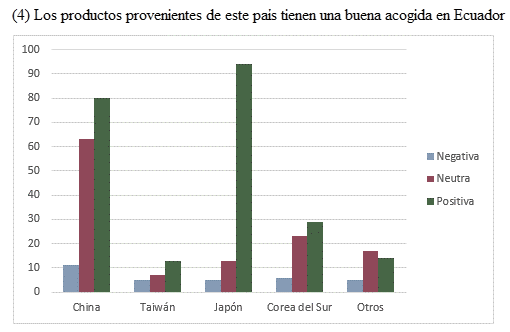 (4) Los productos provenientes de este país tienen una buena acogida en Ecuador
100
90
80
70
60
50
40
30
20
10
0
China Taiwán Japón Corea del Sur Otros
Negativa
Neutra
Positiva